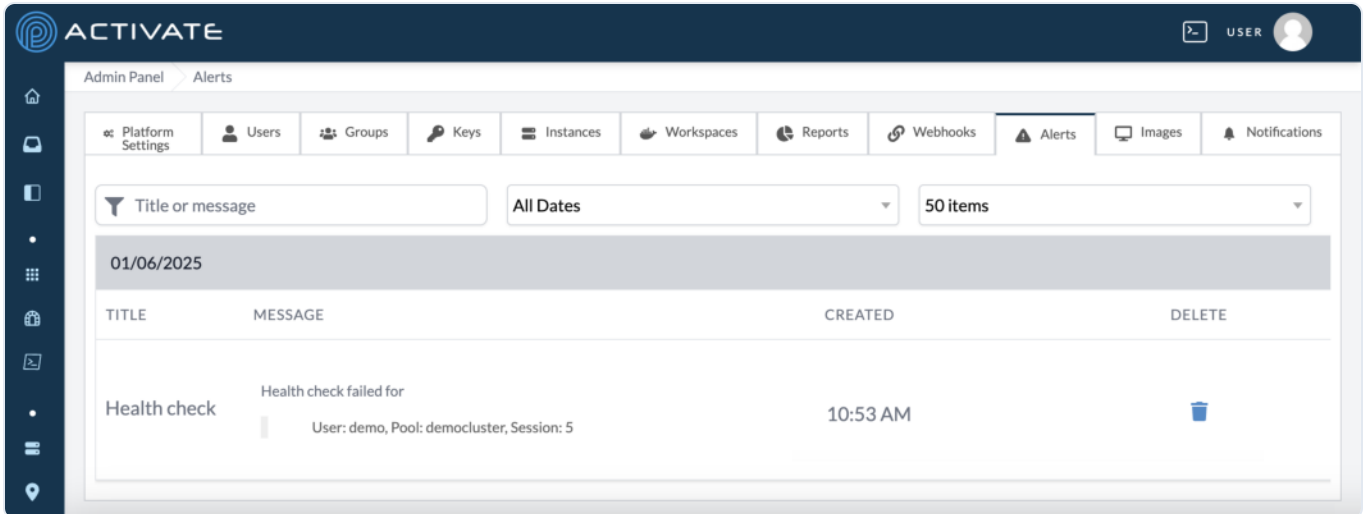 ACTIVATE
USER
Admin Panel Alerts
Platform Settings Users Groups Keys Instances Workspaces Reports Webhooks Alerts Images Notifications
Title or message All Dates 50 items
01/06/2025
TITLE MESSAGE CREATED DELETE
Health check failed for
Health check 10:53 AM
User: demo, Pool: democluster, Session: 5